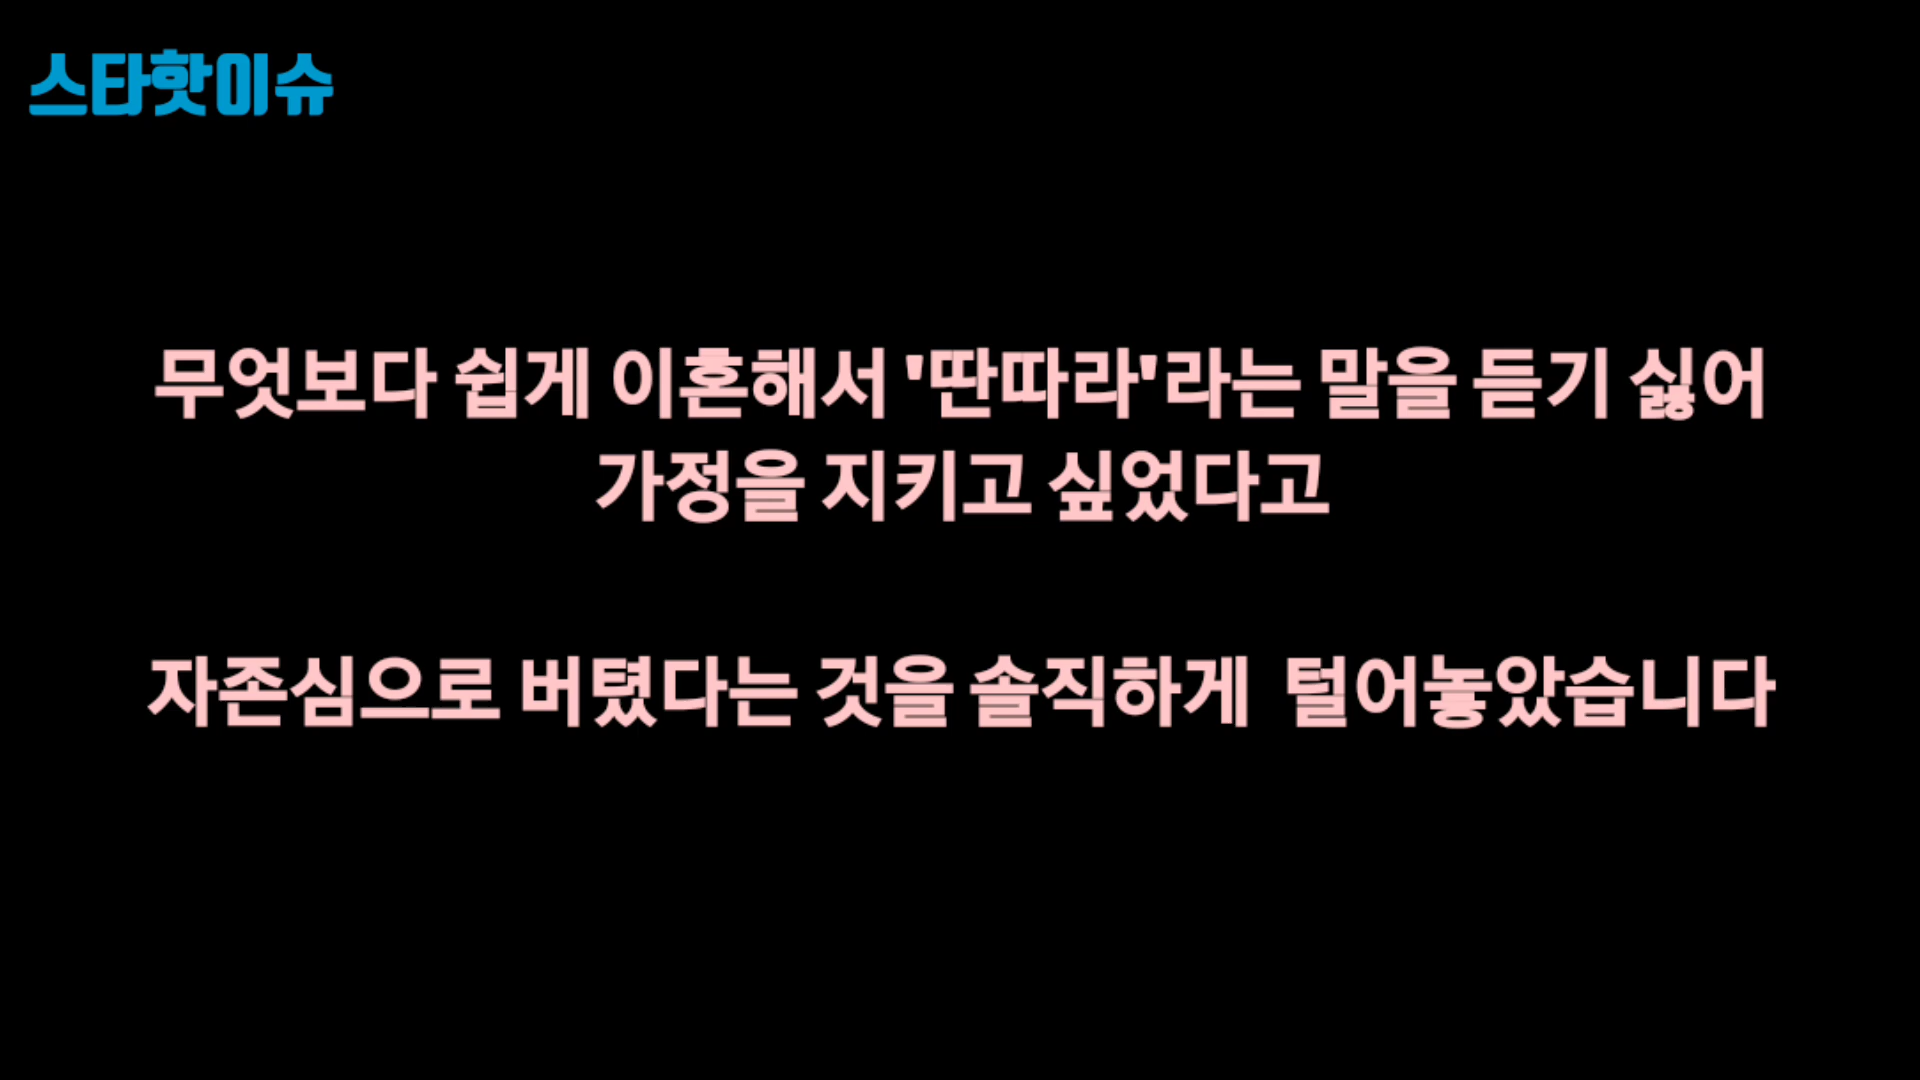 스타핫이슈
무엇보다 쉽게 이혼해서 '딴따라'라는 말을 듣기 싫어
가정을 지키고 싶었다고
자존심으로 버텼다는 것을 솔직하게  털어놓았습니다